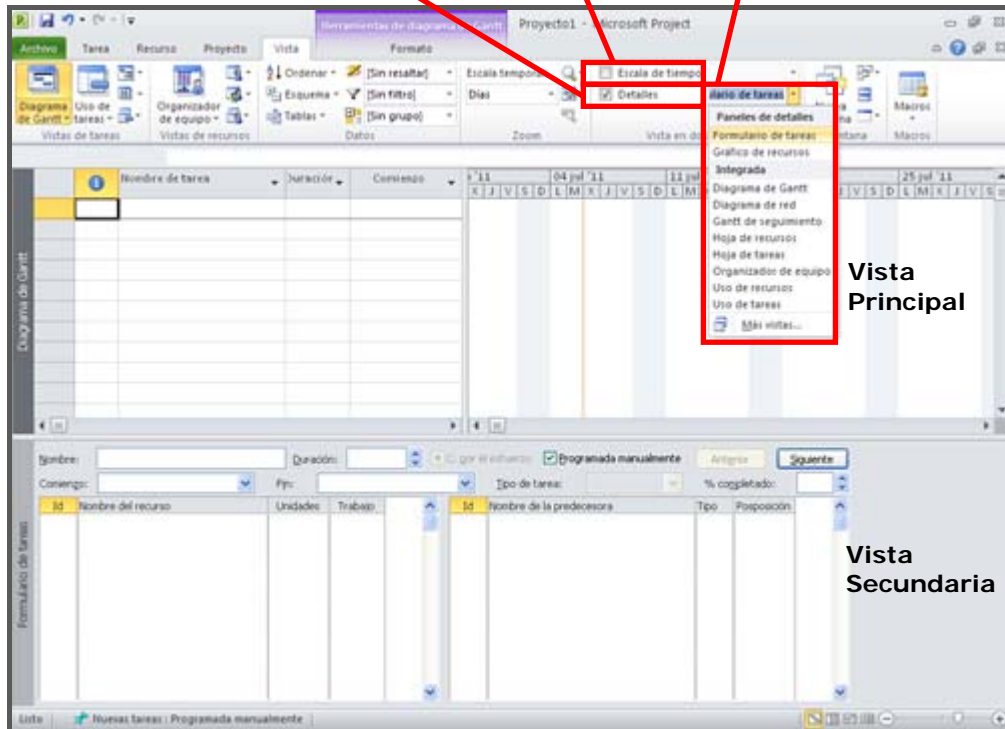 Herramientas de diagrama de Gantt Proyecto1 - Microsoft Project
Archivo Tarea Recurso Proyecto Vista Formato
Diagrama de Gantt
Uso de tareas
Vistas de tareas
Organizador de equipo
Vistas de recursos
Ordenar
Esquema
Tablas
[Sin resaltar]
[Sin filtro]
[Sin grupo]
Datos
Escala temporal
Días
Zoom
Escala de tiempo
Detalles
Vista en
Macros
Macros
Paneles de detalles
Formulario de tareas
Gráfico de recursos
Integrada
Diagrama de Gantt
Diagrama de red
Gantt de seguimiento
Hoja de recursos
Hoja de tareas
Organizador de equipo
Uso de recursos
Uso de tareas
Más vistas...
Nombre de tarea Duración Comienzo
'11 04 jul '11 11 jul 25 jul '11
X J V S D L M X J V S D L M J V S D L M X J V S
Diagrama de Gantt
Vista
Principal
Nombre: Duración: Programada manualmente Anterior Siguiente
Comienzo: Fin: Tipo de tarea: % completado:
Id Nombre del recurso Unidades Trabajo Id Nombre de la predecesora Tipo Posposición
Formulario de tareas
Vista
Secundaria
Listo Nuevas tareas : Programada manualmente